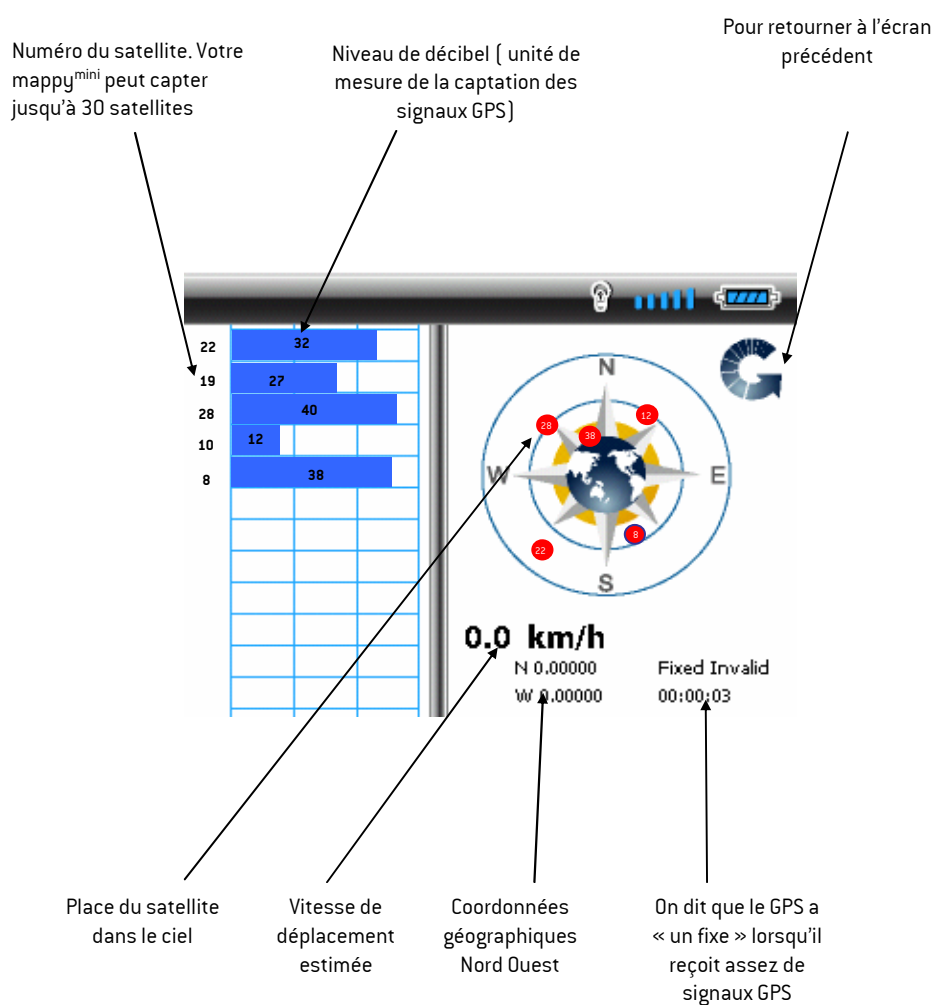 Numéro du satellite. Votre
mappy mini peut capter
jusqu'à 30 satellites
Niveau de décibel ( unité de
mesure de la captation des
signaux GPS)
Pour retourner à l'écran
précédent
22 32
19 27
28 40
10 12
8 38
N
28
12
38
W
E
8
22
S
0.0 km/h
N 0.00000 Fixed Invalid
W 0.00000 00:00:03
Place du satellite
dans le ciel
Vitesse de
déplacement
estimée
Coordonnées
géographiques
Nord Ouest
On dit que le GPS a
« un fixe » lorsqu'il
reçoit assez de
signaux GPS